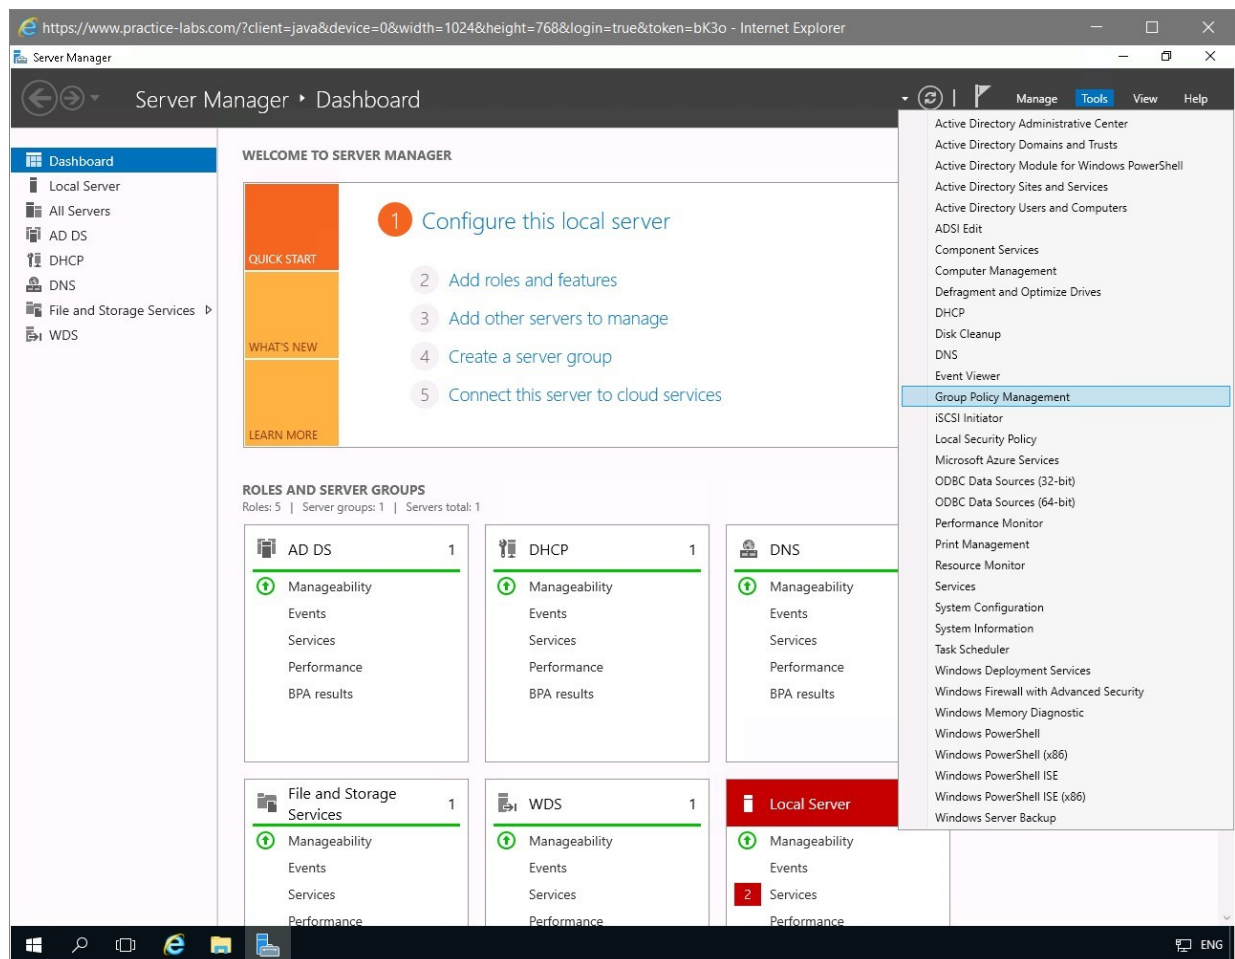 https://www.practice-labs.com/?client=java&device=0&width=1024&height=768&login=true&token=bK3o - Internet Explorer
Server Manager
Server Manager • Dashboard
Manage Tools View Help
Dashboard
Local Server
All Servers
AD DS
DHCP
DNS
File and Storage Services
WDS
WELCOME TO SERVER MANAGER
QUICK START
WHAT'S NEW
LEARN MORE
1 Configure this local server
2 Add roles and features
3 Add other servers to manage
4 Create a server group
5 Connect this server to cloud services
ROLES AND SERVER GROUPS
Roles: 5 | Server groups: 1 | Servers total: 1
AD DS 1
Manageability
Events
Services
Performance
BPA results
DHCP 1
Manageability
Events
Services
Performance
BPA results
DNS
Manageability
Events
Services
Performance
BPA results
File and Storage
Services 1
Manageability
Events
Services
Performance
WDS 1
Manageability
Events
Services
Performance
Local Server
Manageability
Events
2 Services
Performance
Active Directory Administrative Center
Active Directory Domains and Trusts
Active Directory Module for Windows PowerShell
Active Directory Sites and Services
Active Directory Users and Computers
ADSI Edit
Component Services
Computer Management
Defragment and Optimize Drives
DHCP
Disk Cleanup
DNS
Event Viewer
Group Policy Management
iSCSI Initiator
Local Security Policy
Microsoft Azure Services
ODBC Data Sources (32-bit)
ODBC Data Sources (64-bit)
Performance Monitor
Print Management
Resource Monitor
Services
System Configuration
System Information
Task Scheduler
Windows Deployment Services
Windows Firewall with Advanced Security
Windows Memory Diagnostic
Windows PowerShell
Windows PowerShell (x86)
Windows PowerShell ISE
Windows PowerShell ISE (x86)
Windows Server Backup
ENG